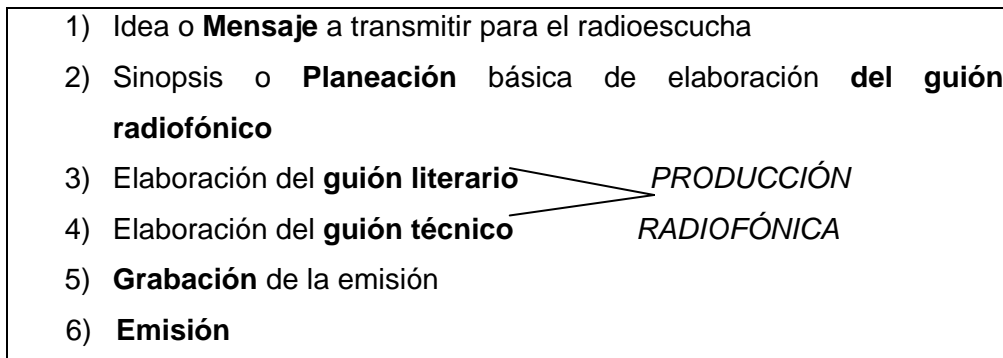 1) Idea o Mensaje a transmitir para el radioescucha
2) Sinopsis o Planeación básica de elaboración del guión
radiofónico
3) Elaboración del guión literario PRODUCCIÓN
4) Elaboración del guión técnico RADIOFÓNICA
5) Grabación de la emisión
6) Emisión